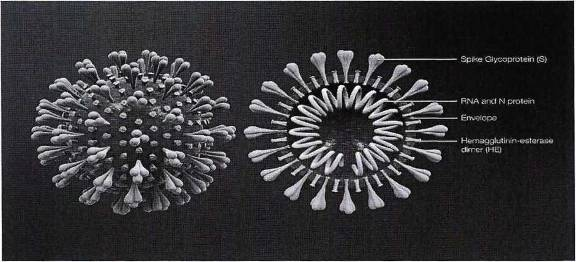 Spike Glycoprotein (S)
RNA and N protein
Envelope
Hemagglutinin-esterase
dimer (HE)